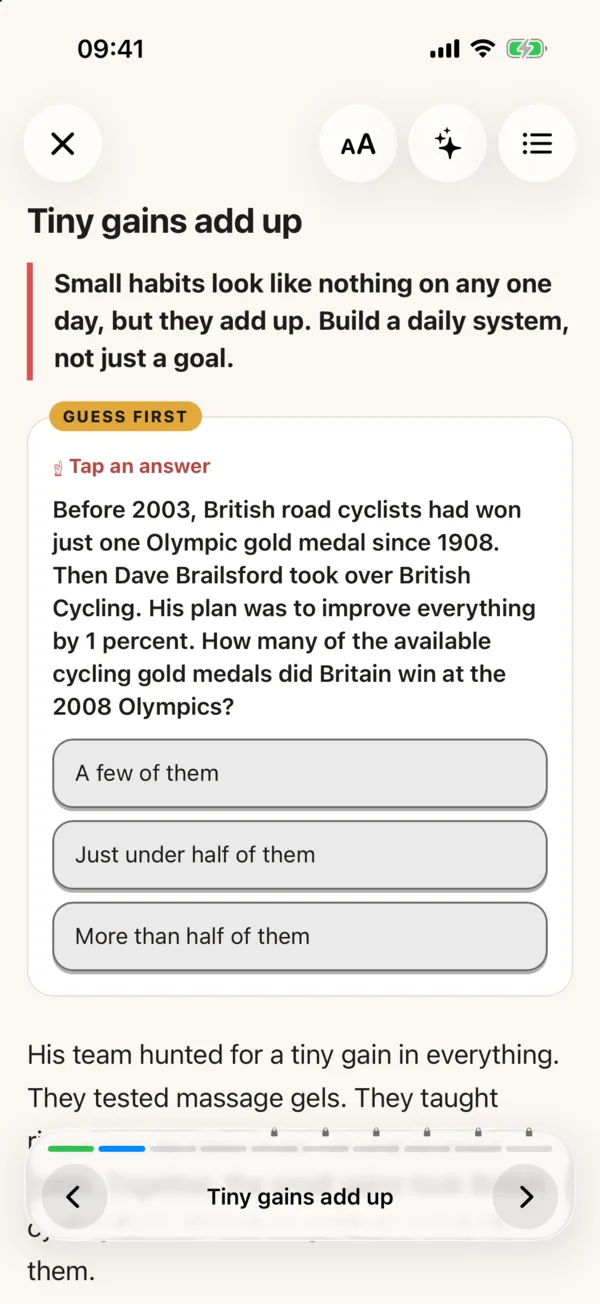 09:41
AA
Tiny gains add up
Small habits look like nothing on any one
day, but they add up. Build a daily system,
not just a goal.
GUESS FIRST
☝ Tap an answer
Before 2003, British road cyclists had won
just one Olympic gold medal since 1908.
Then Dave Brailsford took over British
Cycling. His plan was to improve everything
by 1 percent. How many of the available
cycling gold medals did Britain win at the
2008 Olympics?
A few of them
Just under half of them
More than half of them
His team hunted for a tiny gain in everything.
They tested massage gels. They taught
Tiny gains add up
them.